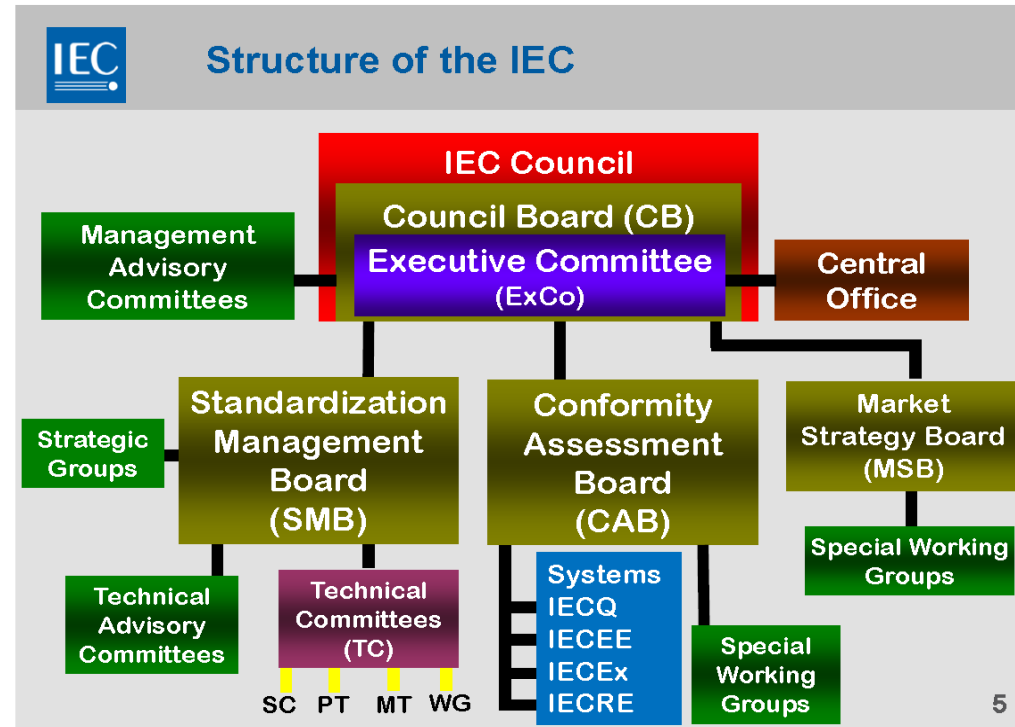 IEC
Structure of the IEC
IEC Council
Council Board (CB)
Executive Committee
(ExCo)
Management
Advisory
Committees
Central
Office
Standardization
Management
Board
(SMB)
Conformity
Assessment
Board
(CAB)
Market
Strategy Board
(MSB)
Strategic
Groups
Technical
Advisory
Committees
Technical
Committees
(TC)
SC PT MT WG
Systems
IECQ
IECEE
IECEx
IECRE
Special
Working
Groups
Special Working
Groups
5